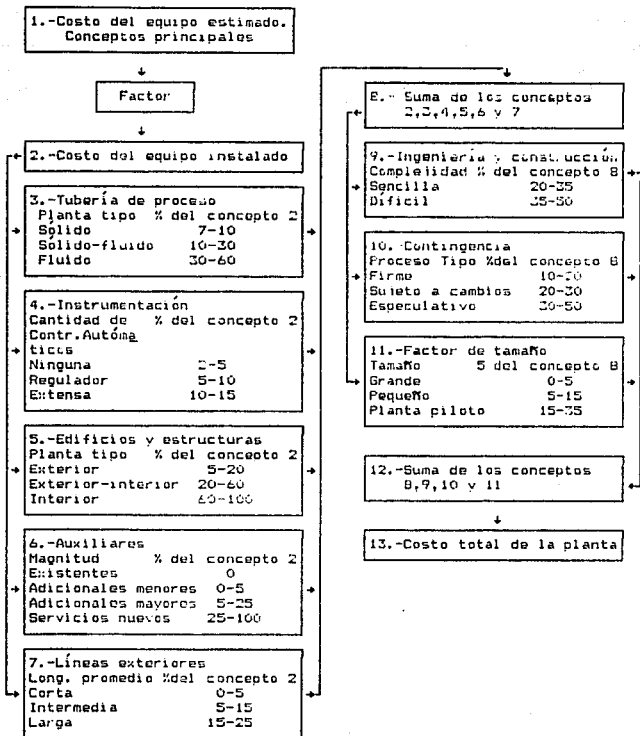 1.-Costo del equipo estimado.
Conceptos principales
Factor
2.-Costo del equipo instalado
3.-Tubería de proceso
Planta tipo % del concepto 2
Sólido 7-10
Sólido-fluido 10-30
Fluido 30-60
4.-Instrumentación
Cantidad de % del concepto 2
Contr.Automá
ticos
Ninguna 2-5
Regulador 5-10
Extensa 10-15
5.-Edificios y estructuras
Planta tipo % del concepto 2
Exterior 5-20
Exterior-interior 20-60
Interior 60-100
6.-Auxiliares
Magnitud % del concepto 2
Existentes 0
Adicionales menores 0-5
Adicionales mayores 5-25
Servicios nuevos 25-100
7.-Líneas exteriores
Long. promedio %del concepto 2
Corta 0-5
Intermedia 5-15
Larga 15-25
8.- Suma de los conceptos
2,3,4,5,6 y 7
9.-Ingeniería y construcción
Complejidad % del concepto 8
Sencilla 20-35
Difícil 35-50
10.-Contingencia
Proceso Tipo %del concepto 8
Firme 10-20
Sujeto a cambios 20-30
Especulativo 30-50
11.-Factor de tamaño
Tamaño 5 del concepto 8
Grande 0-5
Pequeño 5-15
Planta piloto 15-35
12.-Suma de los conceptos
8,9,10 y 11
13.-Costo total de la planta